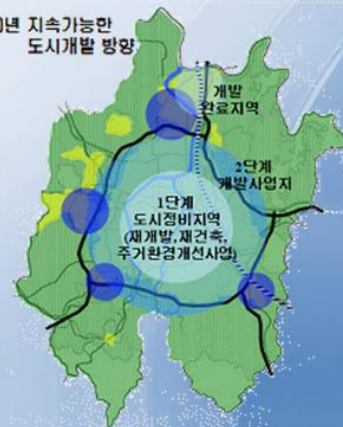 년 지속가능한
도시개발 방향
개발
완료지역
2단계
개발사업지
1단계
도시정비지역
(재개발,재건축,
주거환경개선사업)